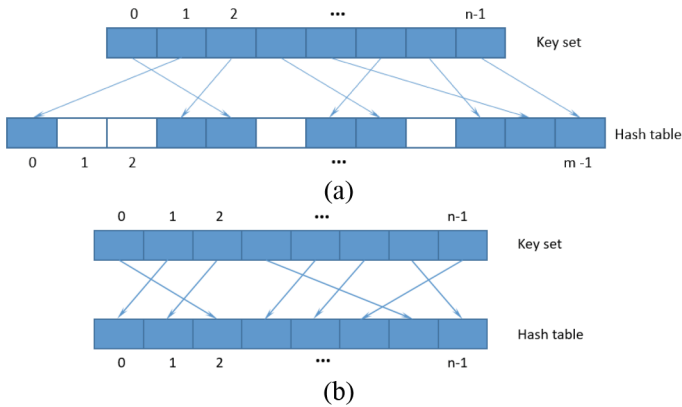 0 1 2 ... n-1
Key set
Hash table
0 1 2 ... m -1
(a)
0 1 2 ... n-1
Key set
Hash table
0 1 2 ... n-1
(b)